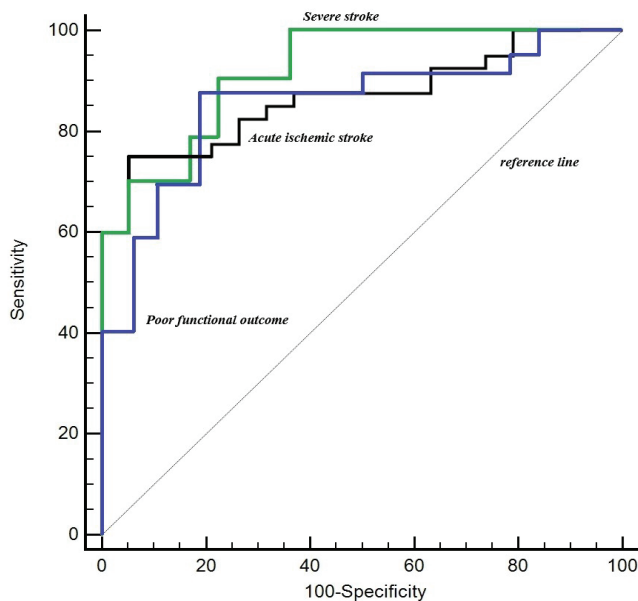 Severe stroke
100
80
Acute ischemic stroke
reference line
60
Sensitivity
Poor functional outcome
40
20
0
0 20 40 60 80 100
100-Specificity